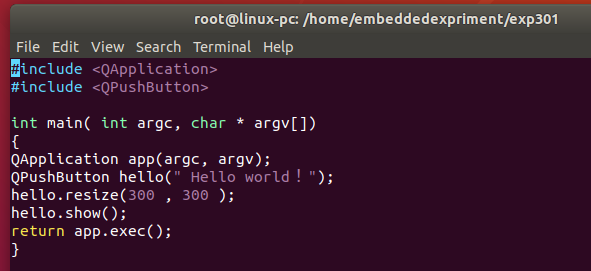 root@linux-pc: /home/embeddedexpriment/exp301
File Edit View Search Terminal Help
#include <QApplication>
#include <QPushButton>
int main( int argc, char * argv[])
{
QApplication app(argc, argv);
QPushButton hello(" Hello world！");
hello.resize(300 , 300 );
hello.show();
return app.exec();
}